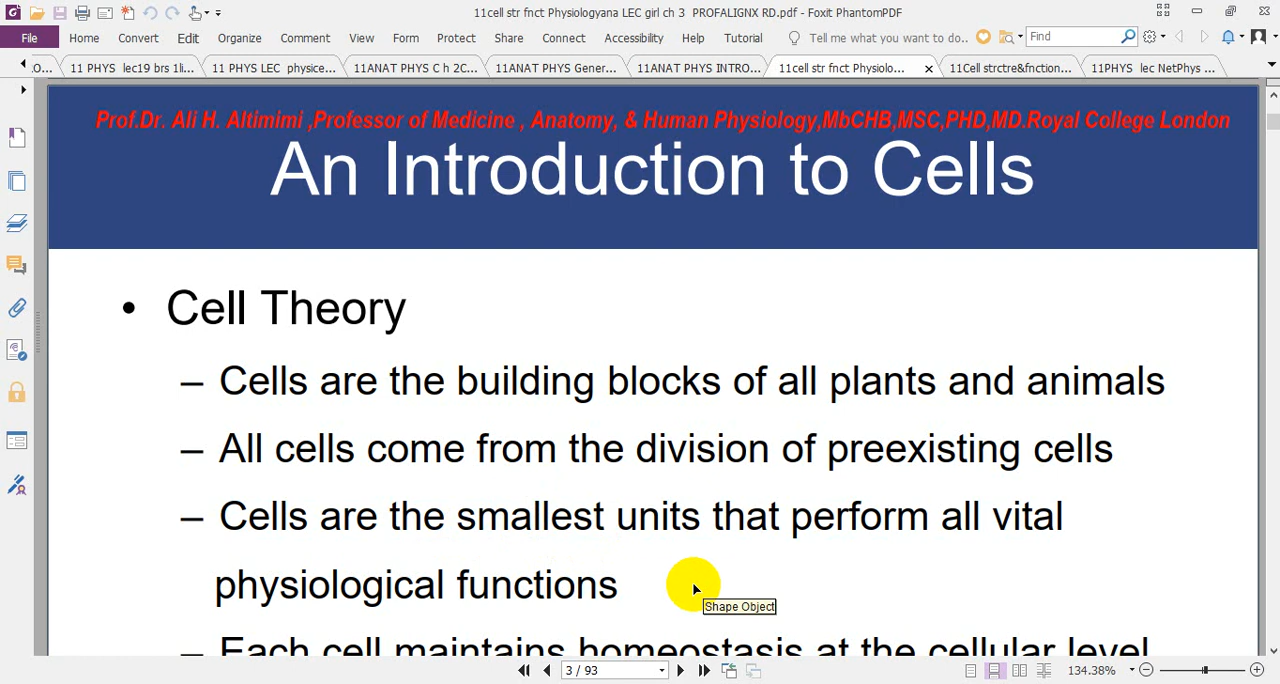 11cell str fnct Physiologyana LEC girl ch 3 PROFALIGNX RD.pdf - Foxit PhantomPDF
File Home Convert Edit Organize Comment View Form Protect Share Connect Accessibility Help Tutorial Tell me what you want to do.. Find
O... 11 PHYS lec19 brs 1li... 11 PHYS LEC physice... 11ANAT PHYS C h 2C... 11ANAT PHYS Gener... 11ANAT PHYS INTRO... 11cell str fnct Physiolo... 11Cell strctre&fnction... 11PHYS lec NetPhys ...
Prof.Dr. Ali H. Altimimi ,Professor of Medicine , Anatomy, & Human Physiology,MbCHB,MSC,PHD,MD.Royal College London
An Introduction to Cells
• Cell Theory
– Cells are the building blocks of all plants and animals
– All cells come from the division of preexisting cells
– Cells are the smallest units that perform all vital
physiological functions
Shape Object
– Each cell maintains homeostasis at the cellular level
3 / 93 134.38%